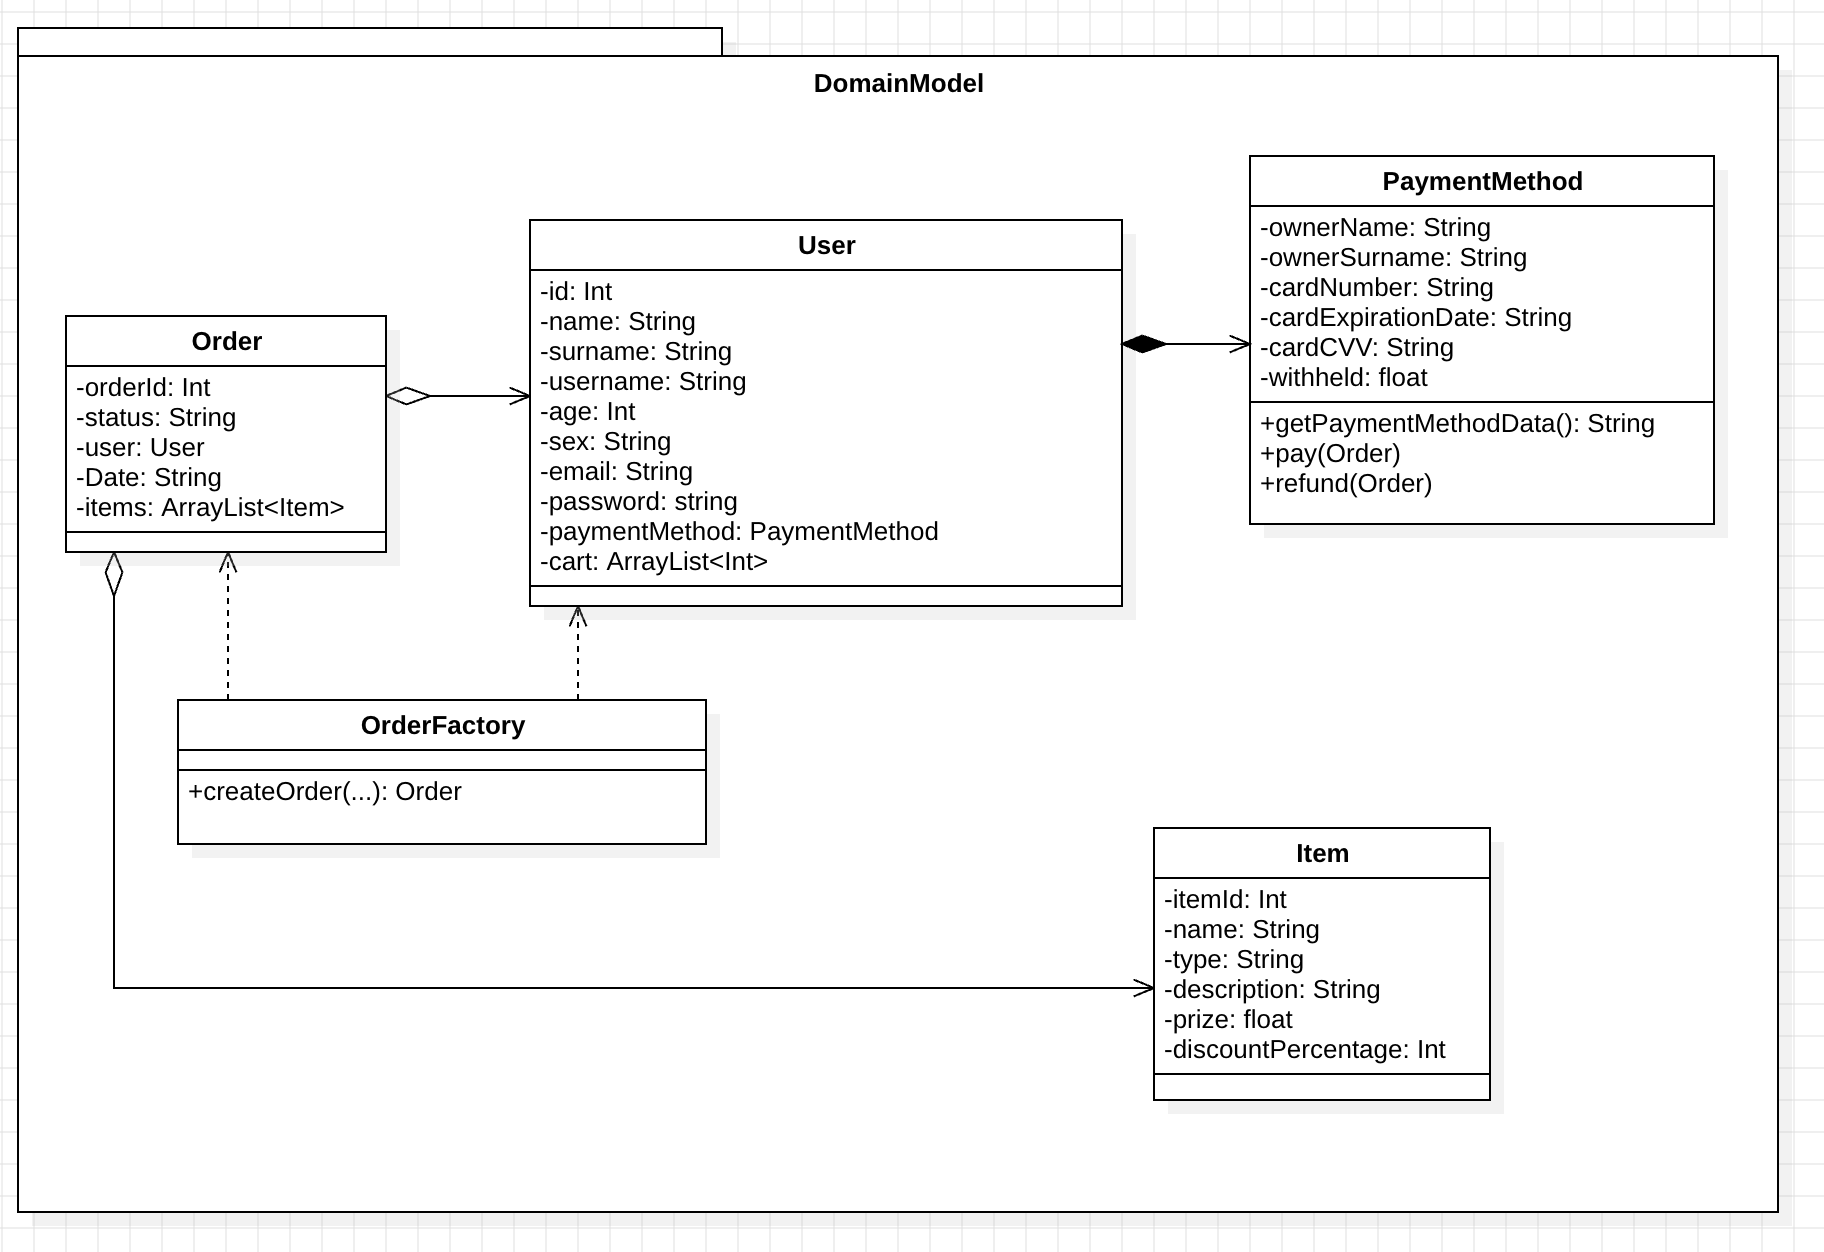 DomainModel
PaymentMethod
-ownerName: String
-ownerSurname: String
-cardNumber: String
-cardExpirationDate: String
-cardCVV: String
-withheld: float
+getPaymentMethodData(): String
+pay(Order)
+refund(Order)
User
-id: Int
-name: String
-surname: String
-username: String
-age: Int
-sex: String
-email: String
-password: string
-paymentMethod: PaymentMethod
-cart: ArrayList<Int>
Order
-orderId: Int
-status: String
-user: User
-Date: String
-items: ArrayList<Item>
OrderFactory
+createOrder(...): Order
Item
-itemId: Int
-name: String
-type: String
-description: String
-prize: float
-discountPercentage: Int